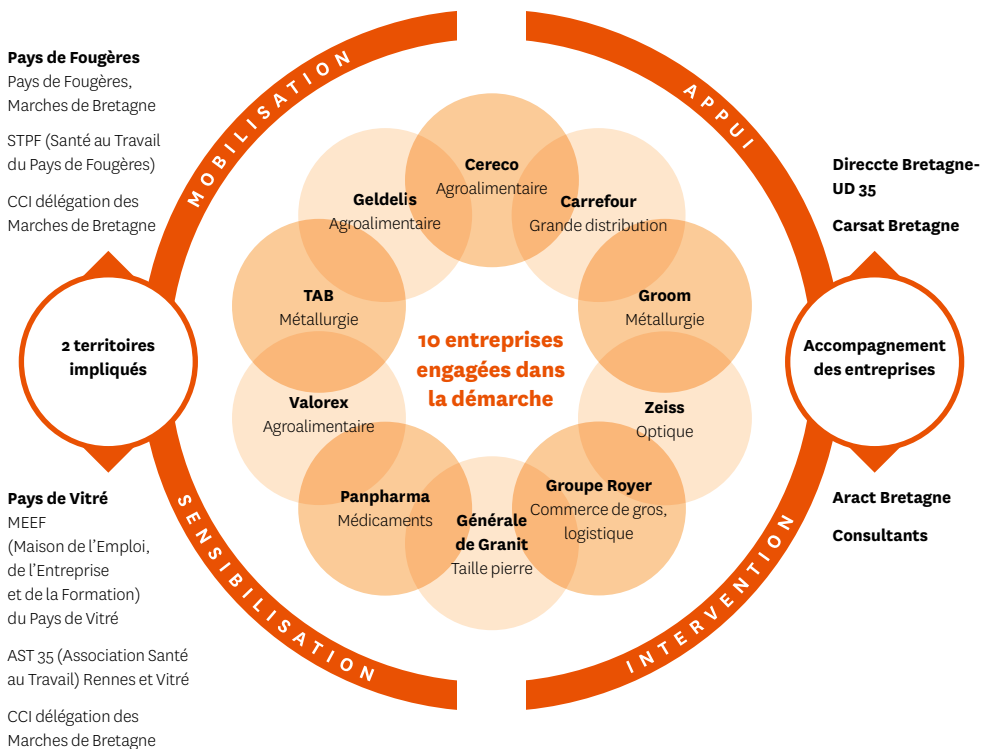 Pays de Fougères
Pays de Fougères,
Marches de Bretagne
STPF (Santé au Travail
du Pays de Fougères)
CCI délégation des
Marches de Bretagne
2 territoires
impliqués
Pays de Vitré
MEEF
(Maison de l'Emploi,
de l'Entreprise
et de la Formation)
du Pays de Vitré
AST 35 (Association Santé
au Travail) Rennes et Vitré
CCI délégation des
Marches de Bretagne
MOBILISATION
SENSIBILISATION
Cereco
Agroalimentaire
Geldelis
Agroalimentaire
Carrefour
Grande distribution
TAB
Métallurgie
Groom
Métallurgie
10 entreprises
engagées dans
la démarche
Valorex
Agroalimentaire
Zeiss
Optique
Panpharma
Médicaments
Générale
de Granit
Taille pierre
Groupe Royer
Commerce de gros,
logistique
APPUI
INTERVENTION
Direccte Bretagne-
UD 35
Carsat Bretagne
Accompagnement
des entreprises
Aract Bretagne
Consultants